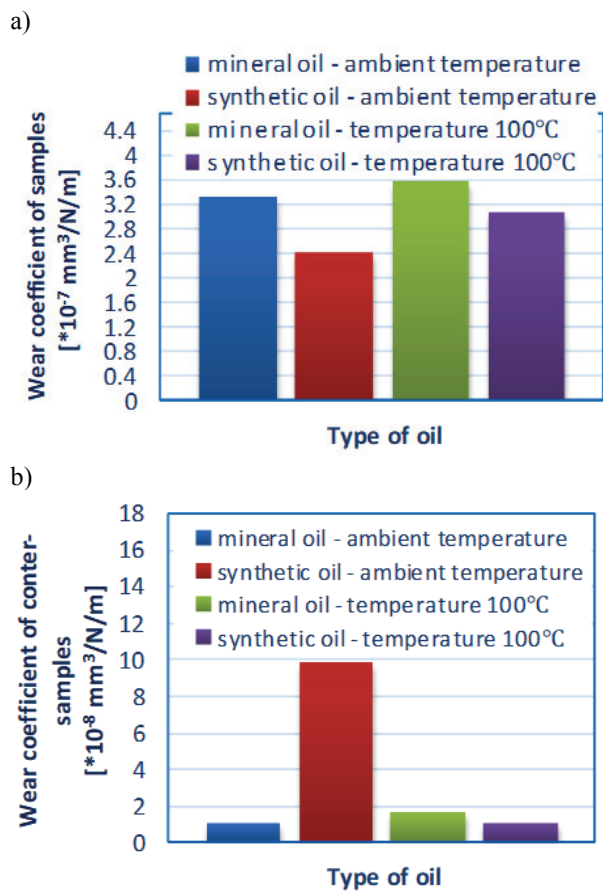 a)
mineral oil - ambient temperature
synthetic oil - ambient temperature
mineral oil - temperature 100°C
synthetic oil - temperature 100°C
Wear coefficient of samples
[*10⁻⁷ mm³/N/m]
4.4
4
3.6
3.2
2.8
2.4
2
1.6
1.2
0.8
0.4
0
Type of oil
b)
mineral oil - ambient temperature
synthetic oil - ambient temperature
mineral oil - temperature 100°C
synthetic oil - temperature 100°C
Wear coefficient of conter-
samples
[*10⁻⁸ mm³/N/m]
18
16
14
12
10
8
6
4
2
0
Type of oil